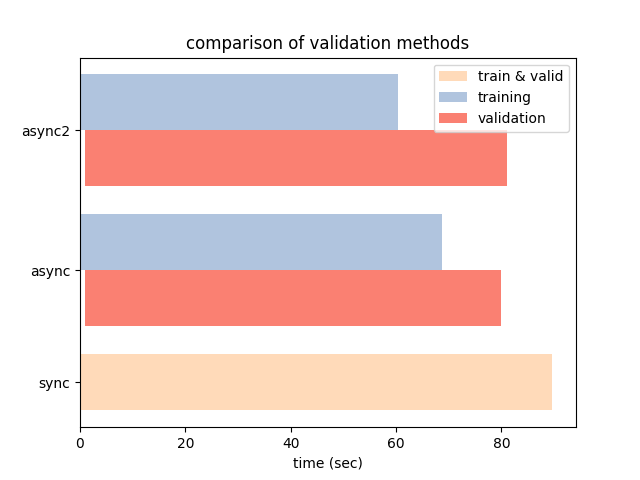 comparison of validation methods
train & valid
training
validation
async2
async
sync
0 20 40 60 80
time (sec)